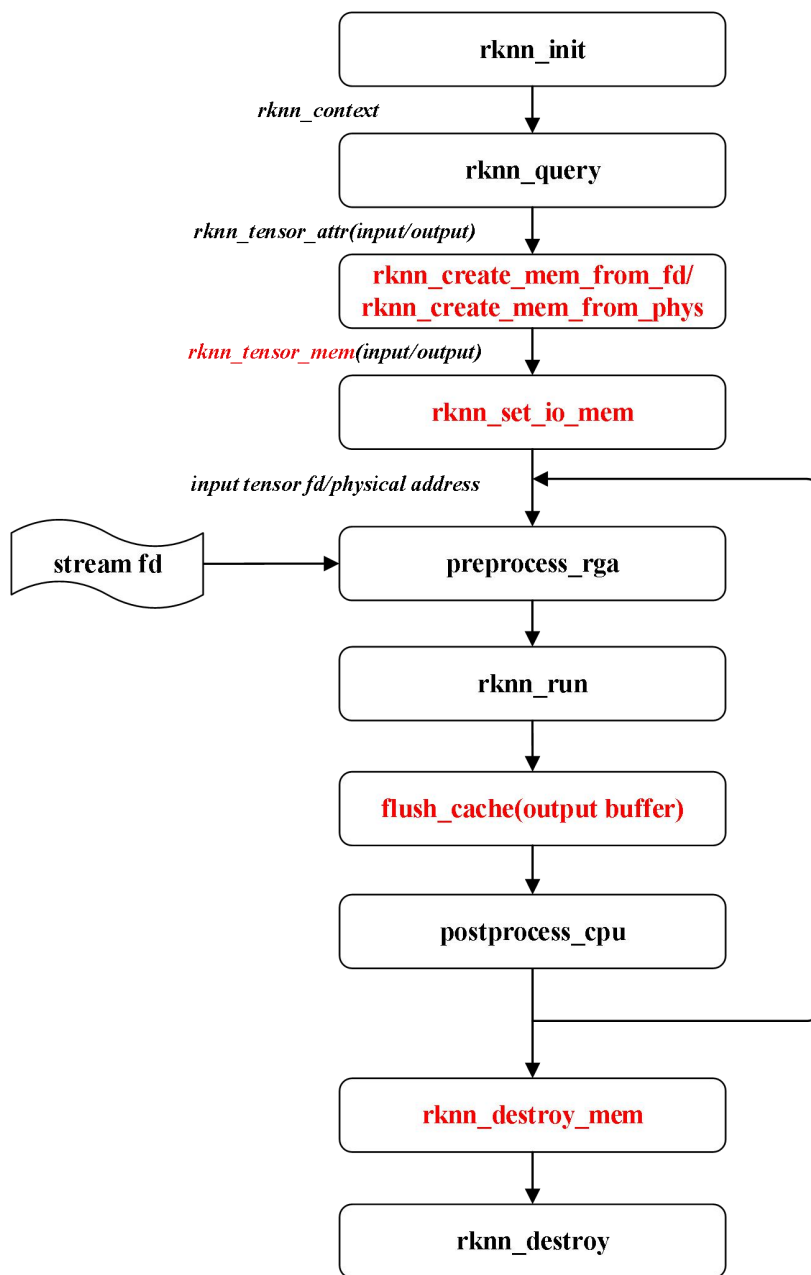 rknn_init
rknn_context
rknn_query
rknn_tensor_attr(input/output)
rknn_create_mem_from_fd/
rknn_create_mem_from_phys
rknn_tensor_mem(input/output)
rknn_set_io_mem
input tensor fd/physical address
stream fd
preprocess_rga
rknn_run
flush_cache(output buffer)
postprocess_cpu
rknn_destroy_mem
rknn_destroy